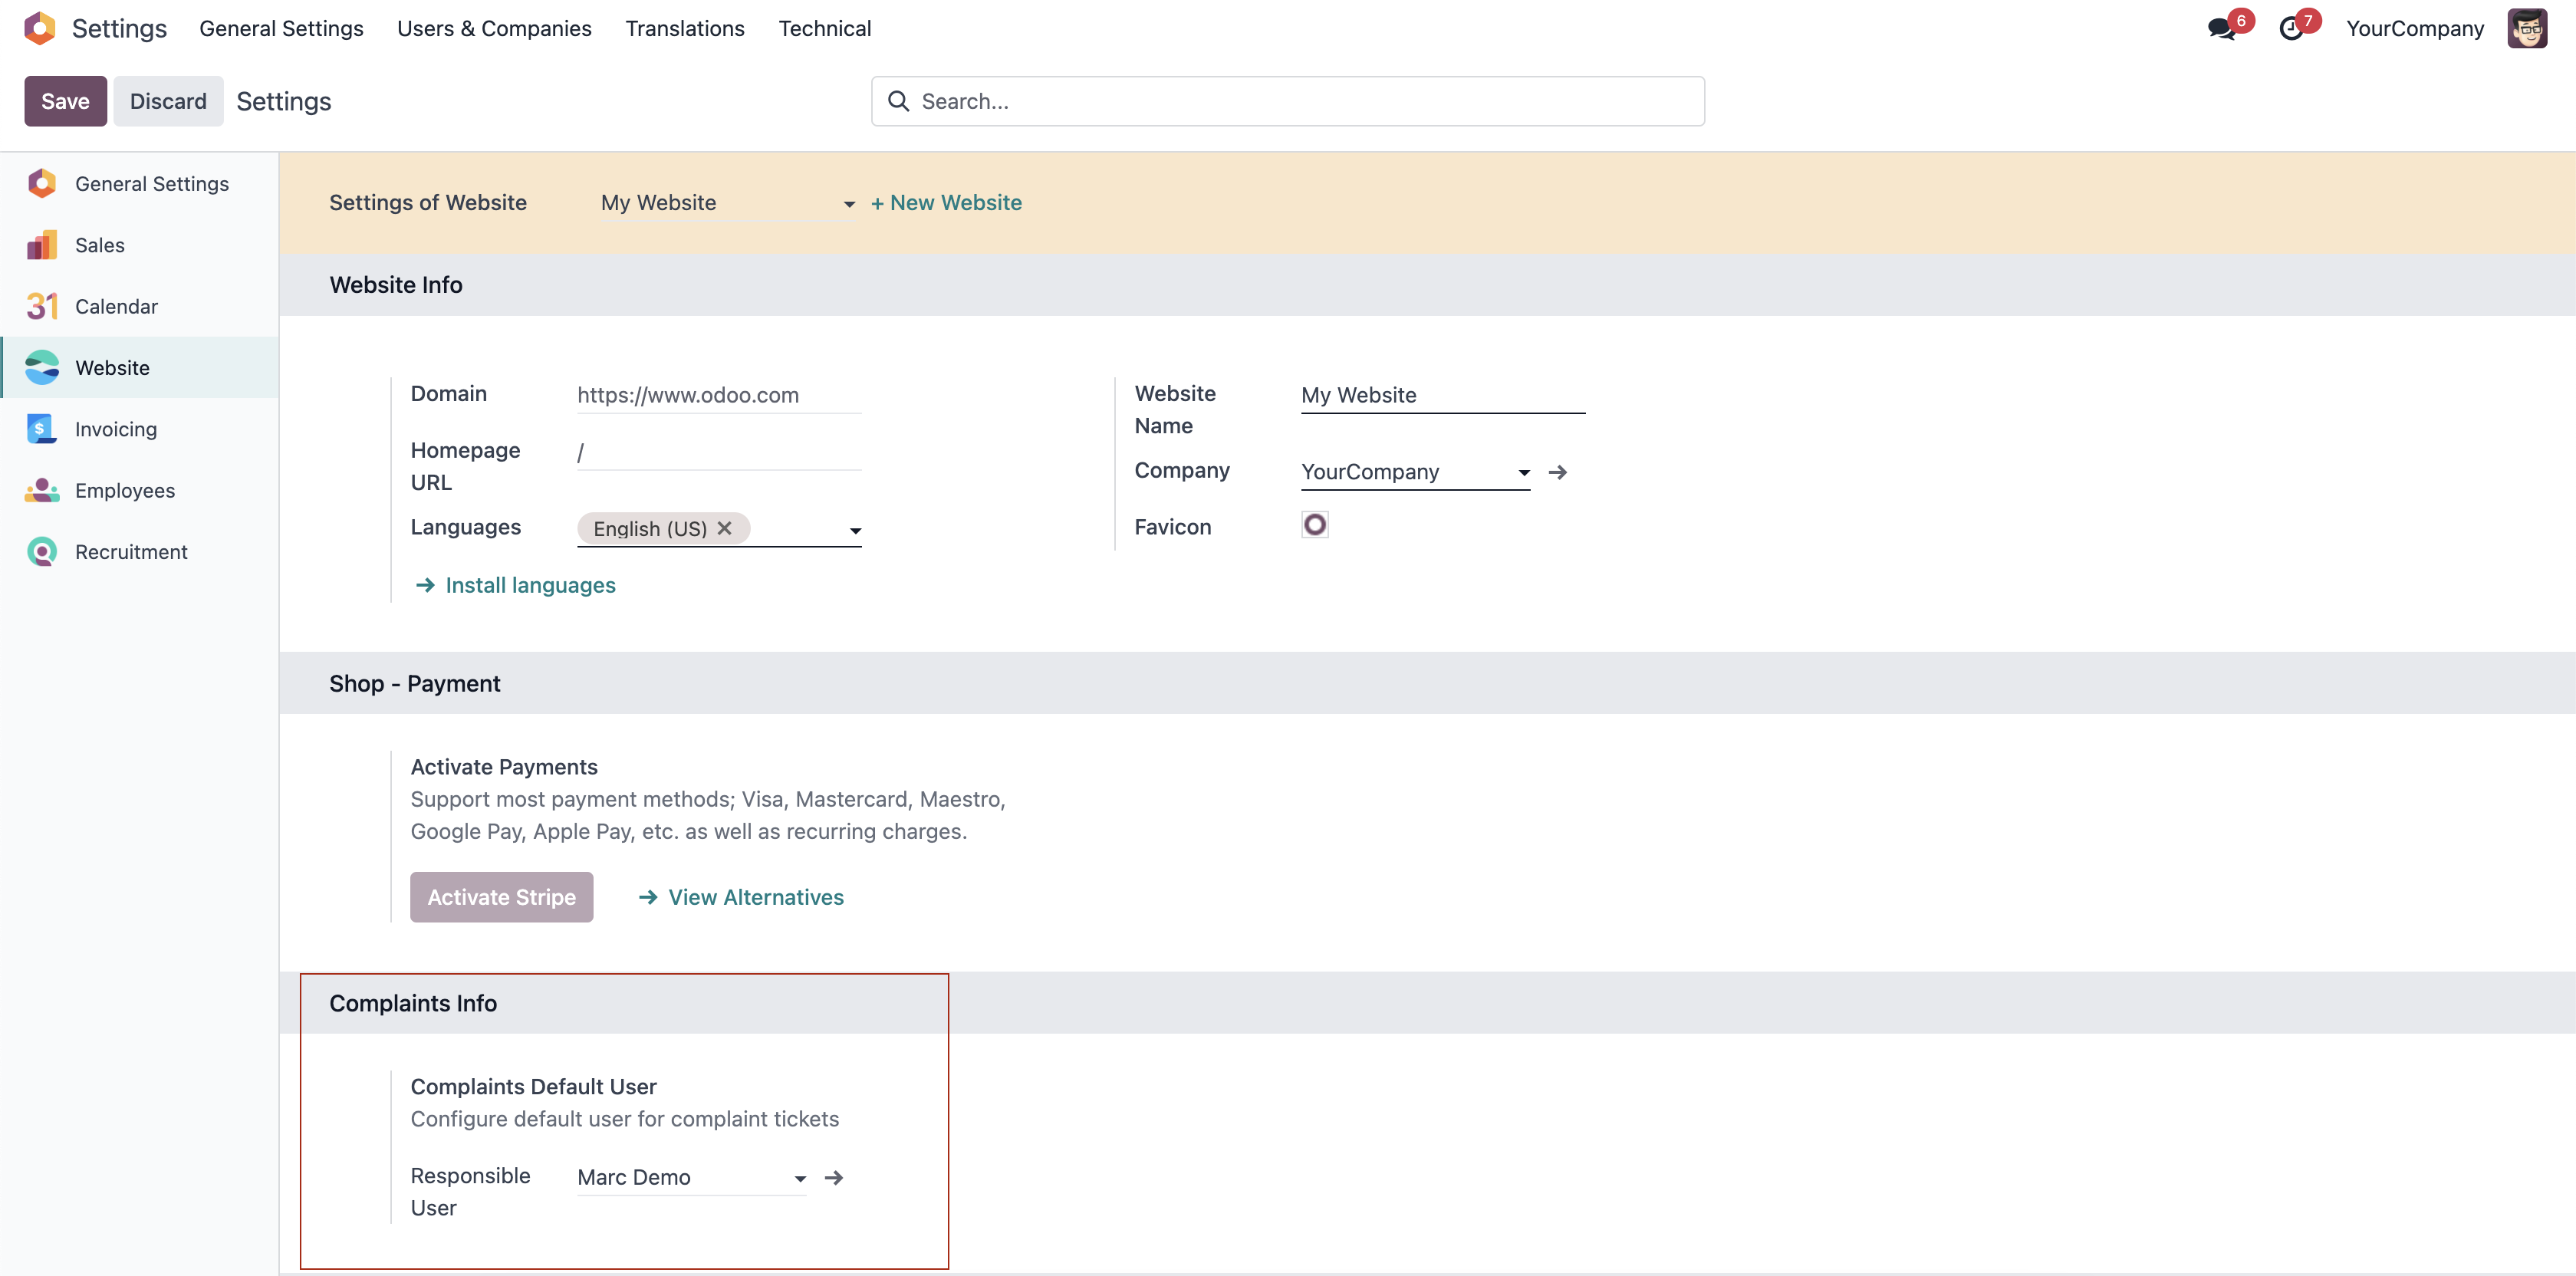 Settings General Settings Users & Companies Translations Technical 6 7 YourCompany
Save Discard Settings Search...
General Settings
Sales
31 Calendar
Website
$ Invoicing
Employees
Recruitment
Settings of Website My Website + New Website
Website Info
Domain https://www.odoo.com
Homepage URL /
Languages English (US) ✕
→ Install languages
Website Name My Website
Company YourCompany →
Favicon
Shop - Payment
Activate Payments
Support most payment methods; Visa, Mastercard, Maestro,
Google Pay, Apple Pay, etc. as well as recurring charges.
Activate Stripe → View Alternatives
Complaints Info
Complaints Default User
Configure default user for complaint tickets
Responsible User Marc Demo →